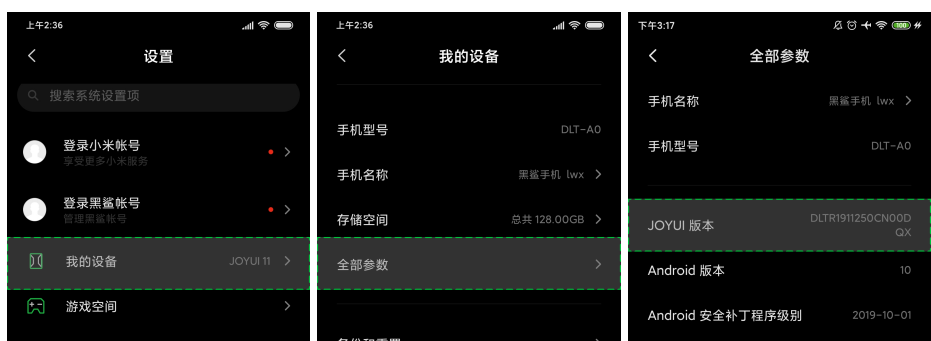 上午2:36
设置
搜索系统设置项
登录小米帐号
享受更多小米服务
登录黑鲨帐号
管理黑鲨帐号
我的设备
JOYUI 11
游戏空间
上午2:36
我的设备
手机型号
DLT-A0
手机名称
黑鲨手机 lwx
存储空间
总共 128.00GB
全部参数
下午3:17
100
全部参数
手机名称
黑鲨手机 lwx
手机型号
DLT-A0
JOYUI 版本
DLTR1911250CN00D
QX
Android 版本
10
Android 安全补丁程序级别
2019-10-01